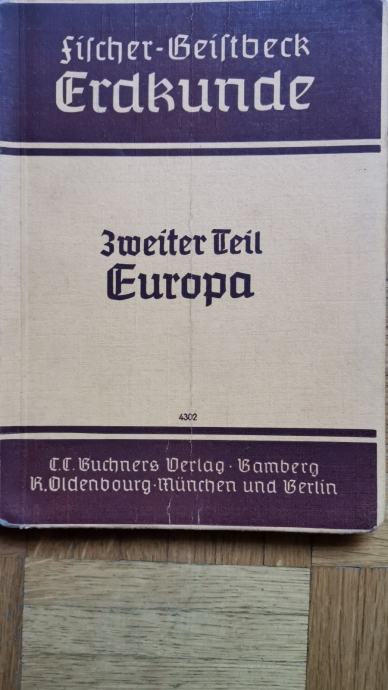 Fischer-Geistbeck
Erdkunde
Zweiter Teil
Europa
4302
C.C. Buchners Verlag · Bamberg
R. Oldenbourg · München und Berlin